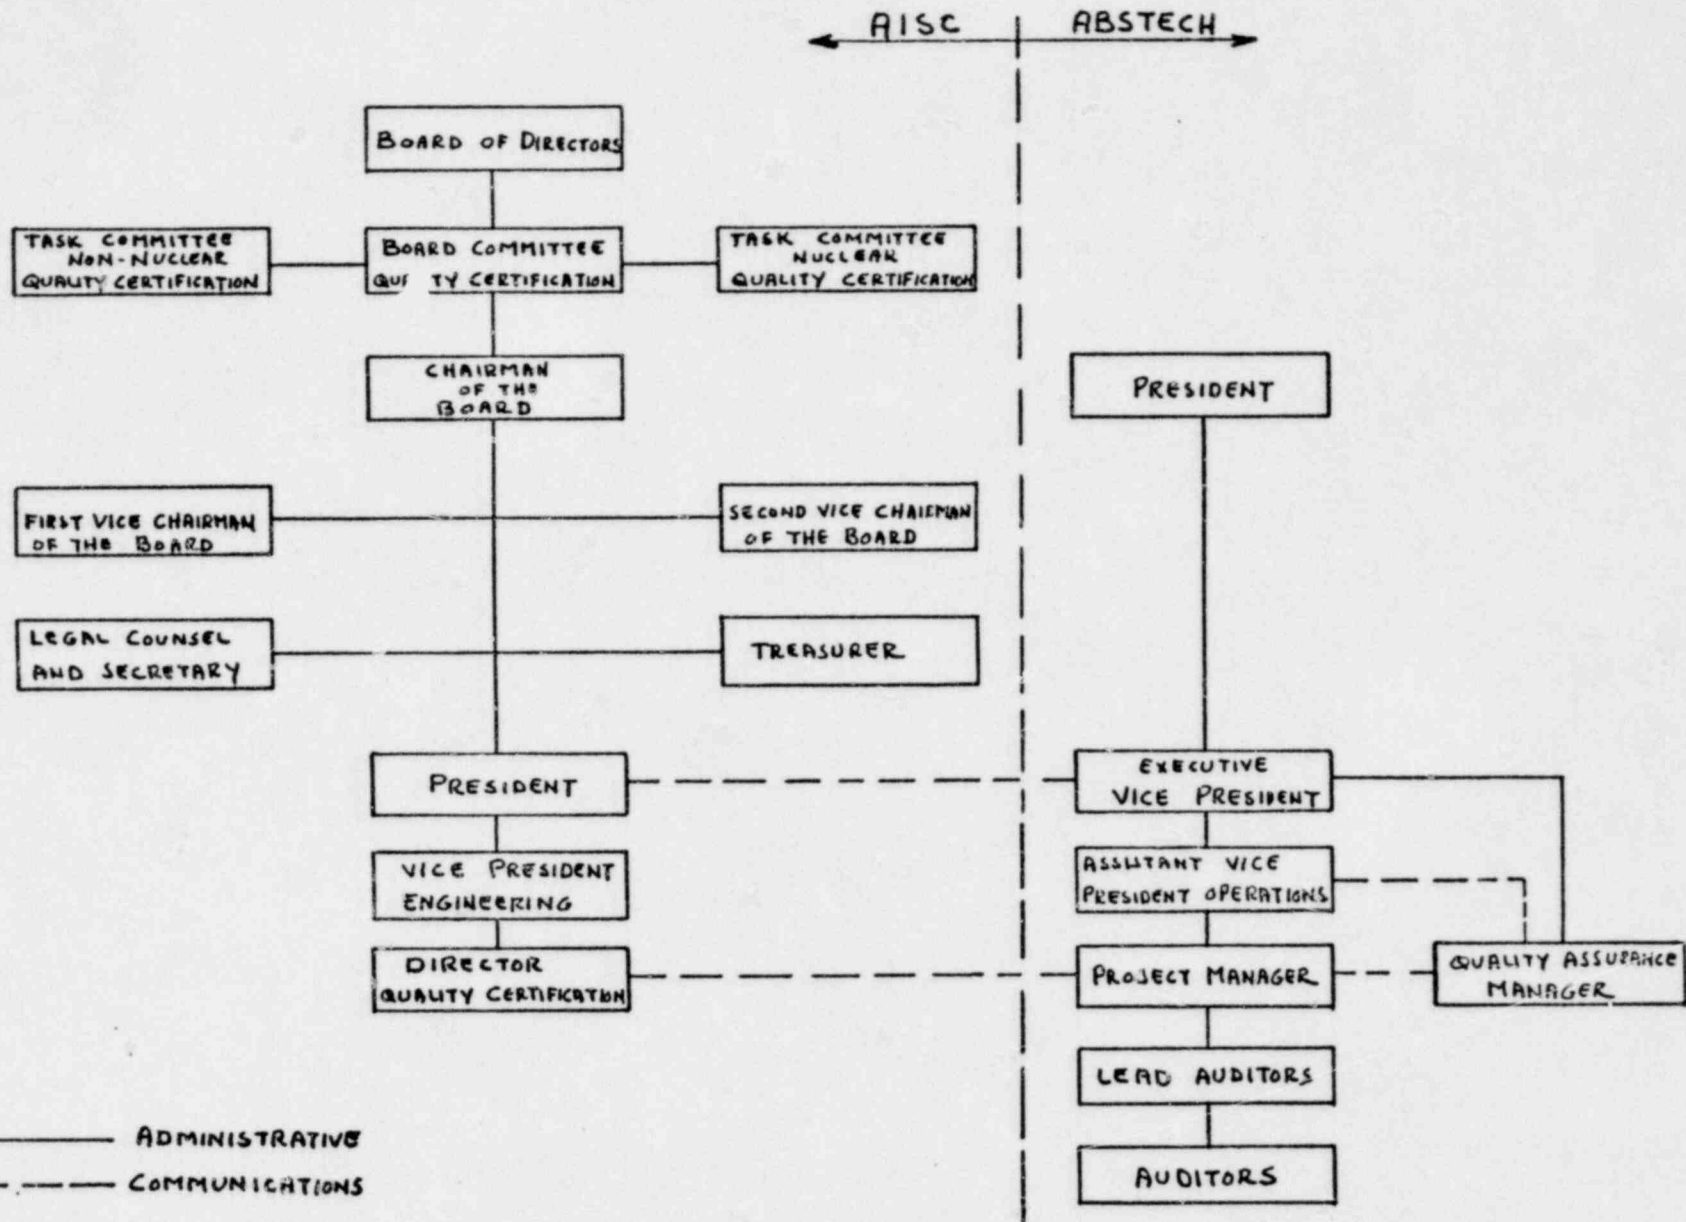 AISC
ABSTECH
BOARD OF DIRECTORS
TASK COMMITTEE
NON-NUCLEAR
QUALITY CERTIFICATION
BOARD COMMITTEE
CERTIFICATION
TASK COMMITTEE
NUCLEAR
QUALITY CERTIFICATION
CHAIRMAN
OF THE
BOARD
PRESIDENT
FIRST VICE CHAIRMAN
OF THE BOARD
SECOND VICE CHAIRMAN
OF THE BOARD
LEGAL COUNSEL
AND SECRETARY
TREASURER
PRESIDENT
EXECUTIVE
VICE PRESIDENT
VICE PRESIDENT
ENGINEERING
ASSISTANT VICE
PRESIDENT OPERATIONS
DIRECTOR
QUALITY CERTIFICATION
PROJECT MANAGER
QUALITY ASSURANCE
MANAGER
LEAD AUDITORS
AUDITORS
ADMINISTRATIVE
COMMUNICATIONS